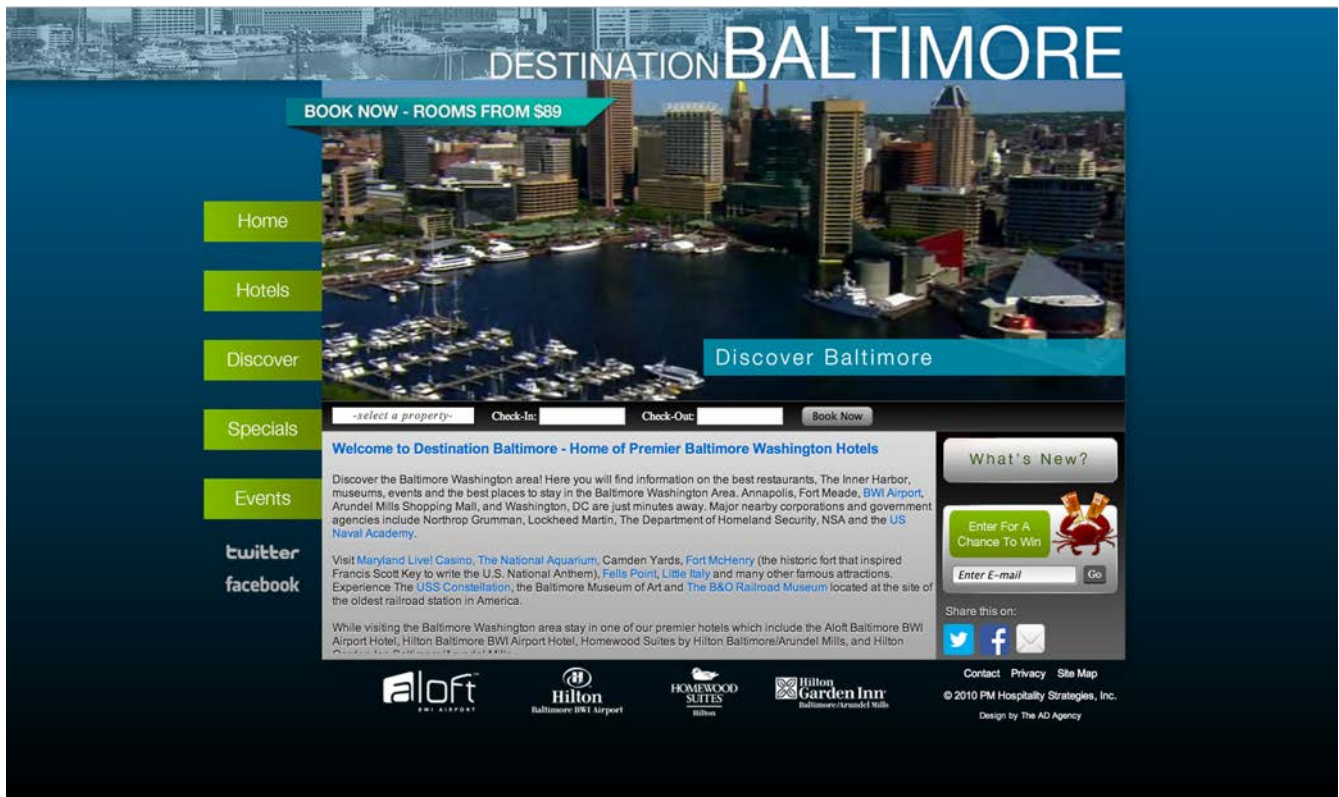 DESTINATION BALTIMORE
BOOK NOW - ROOMS FROM $89
Home
Hotels
Discover
Specials
Events
twitter
facebook
Discover Baltimore
-select a property-
Check-In:
Check-Out:
Book Now
Welcome to Destination Baltimore - Home of Premier Baltimore Washington Hotels
Discover the Baltimore Washington area! Here you will find information on the best restaurants, The Inner Harbor,
museums, events and the best places to stay in the Baltimore Washington Area. Annapolis, Fort Meade, BWI Airport,
Arundel Mills Shopping Mall, and Washington, DC are just minutes away. Major nearby corporations and government
agencies include Northrop Grumman, Lockheed Martin, The Department of Homeland Security, NSA and the US
Naval Academy.
Visit Maryland Live! Casino, The National Aquarium, Camden Yards, Fort McHenry (the historic fort that inspired
Francis Scott Key to write the U.S. National Anthem), Fells Point, Little Italy and many other famous attractions.
Experience The USS Constellation, the Baltimore Museum of Art and The B&O Railroad Museum located at the site of
the oldest railroad station in America.
While visiting the Baltimore Washington area stay in one of our premier hotels which include the Aloft Baltimore BWI
Airport Hotel, Hilton Baltimore BWI Airport Hotel, Homewood Suites by Hilton Baltimore/Arundel Mills, and Hilton
What's New?
Enter For A
Chance To Win
Enter E-mail
Go
Share this on:
aloft
BWI AIRPORT
Hilton
Baltimore BWI Airport
HOMEWOOD
SUITES
Hilton
Hilton
Garden Inn
Baltimore/Arundel Mills
Contact Privacy Site Map
© 2010 PM Hospitality Strategies, Inc.
Design by The AD Agency